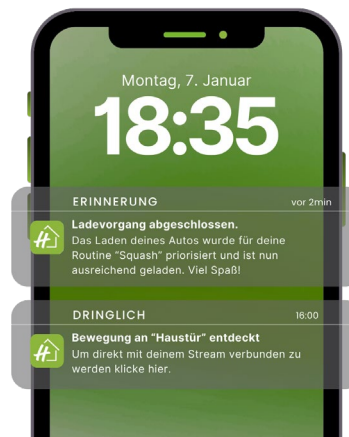 Montag, 7. Januar
18:35
ERINNERUNG vor 2min
Ladevorgang abgeschlossen.
Das Laden deines Autos wurde für deine
Routine “Squash” priorisiert und ist nun
ausreichend geladen. Viel Spaß!
DRINGLICH 16:00
Bewegung an “Haustür” entdeckt
Um direkt mit deinem Stream verbunden zu
werden klicke hier.